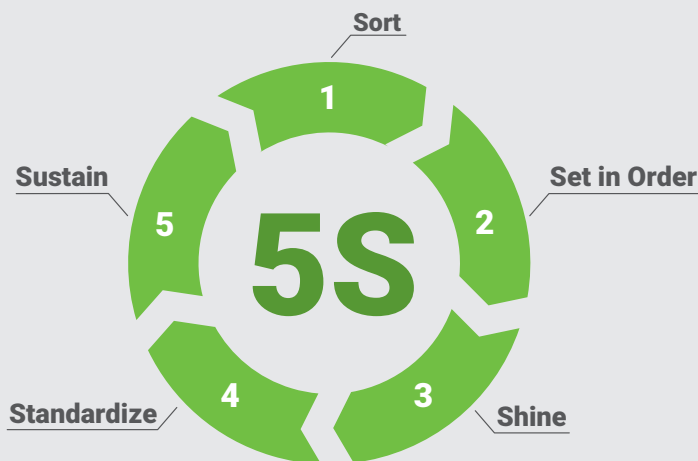 Sort
1
Set in Order
2
Shine
3
Standardize
4
Sustain
5
5S